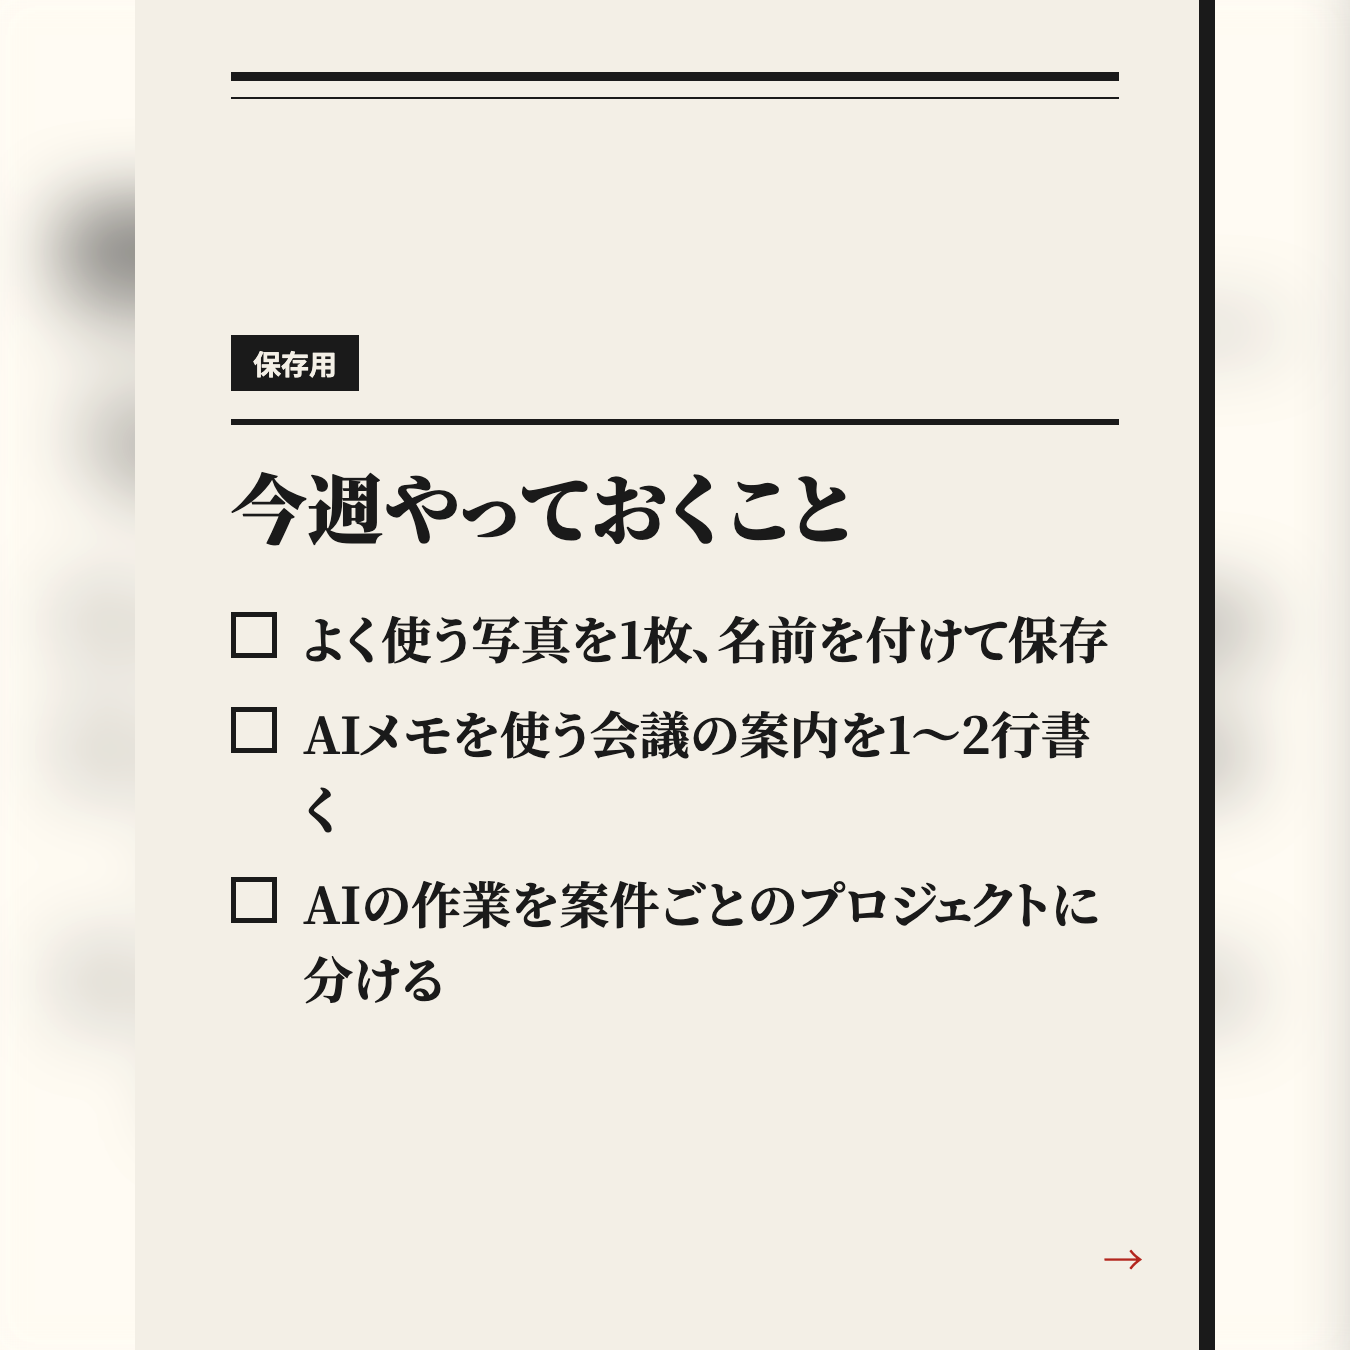 保存用
今週やっておくこと
よく使う写真を1枚、名前を付けて保存
AIメモを使う会議の案内を1〜2行書
く
AIの作業を案件ごとのプロジェクトに
分ける
→